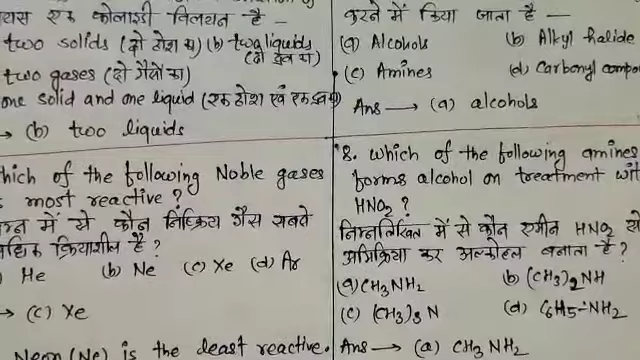 पायस एक कोलाइडी विलयन है –
two solids (दो ठोस का) (b) two liquids
(दो द्रव का)
two gases (दो गैसों का)
one solid and one liquid (एक ठोस एवं एक द्रव का)
→ (b) two liquids
which of the following Noble gases
is most reactive?
निम्न में से कौन निष्क्रिय गैस सबसे
अधिक क्रियाशील है?
He (b) Ne (c) Xe (d) Ar
→ (c) Xe
Neon (Ne) is the least reactive.
करने में किया जाता है —
(a) Alcohols (b) Alkyl halide
(c) Amines (d) Carbonyl compo
Ans → (a) alcohols
8. Which of the following amines
forms alcohol on treatment wit
HNO2?
निम्नलिखित में से कौन एमीन HNO2 से
अभिक्रिया कर अल्कोहल बनाता है?
(a) CH3NH2 (b) (CH3)2NH
(c) (CH3)3N (d) C6H5-NH2
Ans → (a) CH3NH2